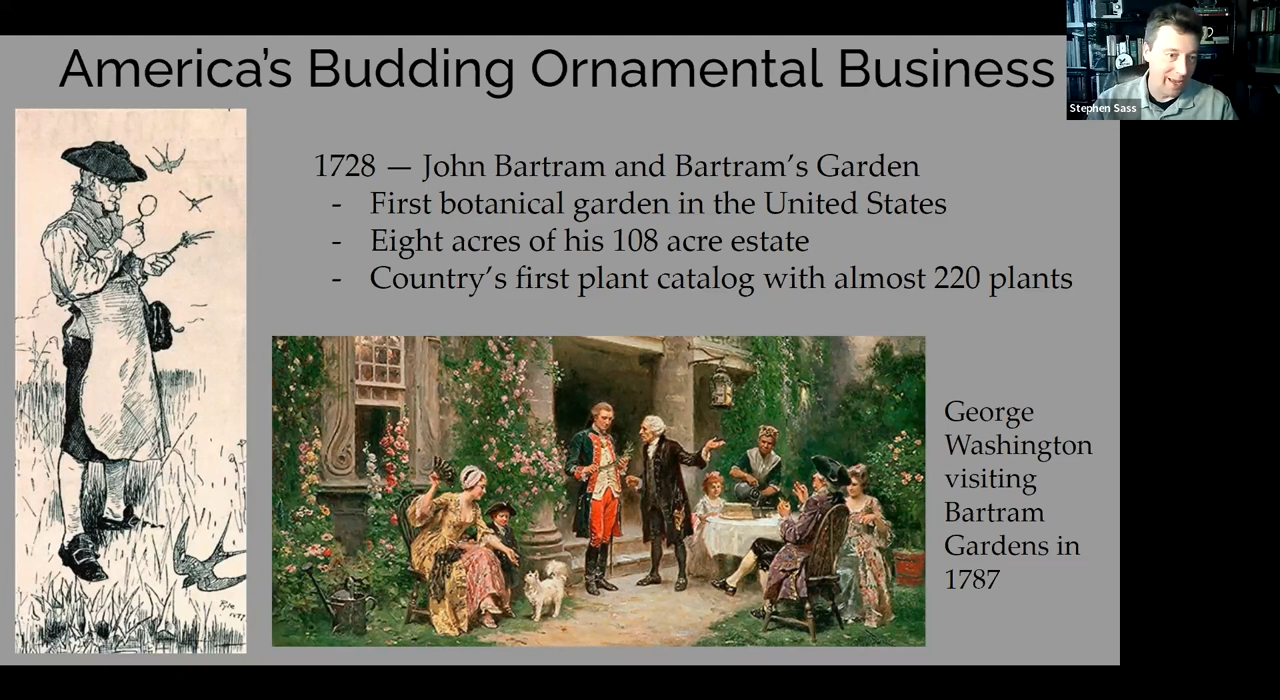 America’s Budding Ornamental Business
Stephen Sass
1728 — John Bartram and Bartram’s Garden
- First botanical garden in the United States
- Eight acres of his 108 acre estate
- Country’s first plant catalog with almost 220 plants
George
Washington
visiting
Bartram
Gardens in
1787